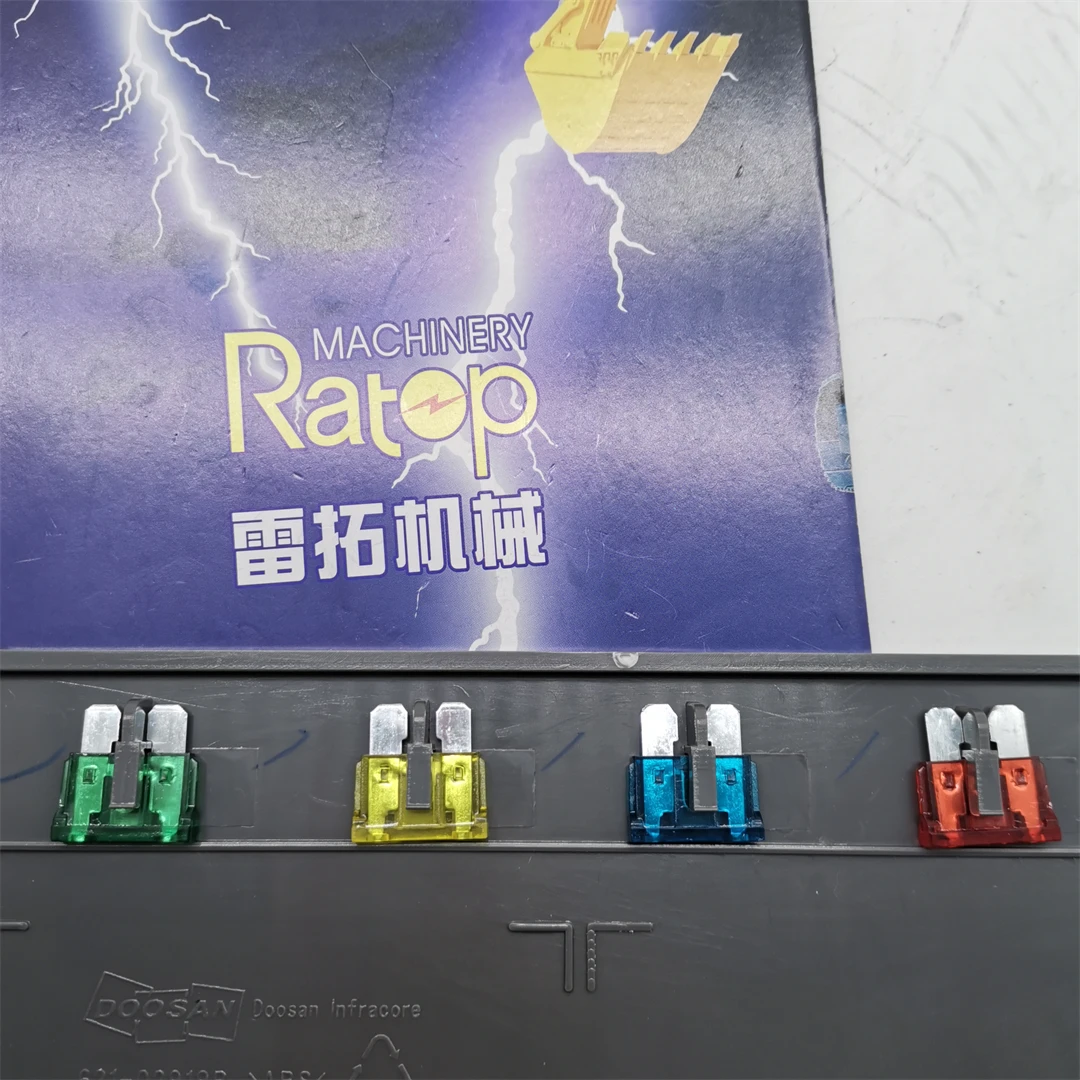 MACHINERY
Ratop
雷拓机械
DOOSAN Doosan Infracore